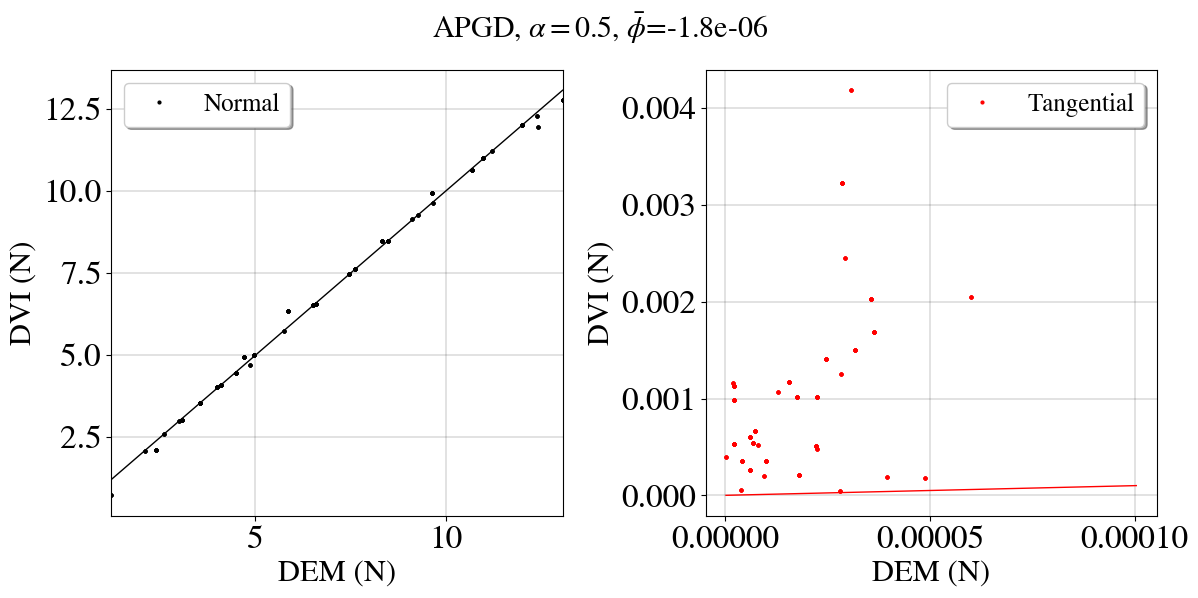 APGD, α = 0.5, ϕ̄=-1.8e-06
Normal
12.5
10.0
7.5
5.0
2.5
5
10
DVI (N)
DEM (N)
Tangential
0.004
0.003
0.002
0.001
0.000
0.00000
0.00005
0.00010
DVI (N)
DEM (N)